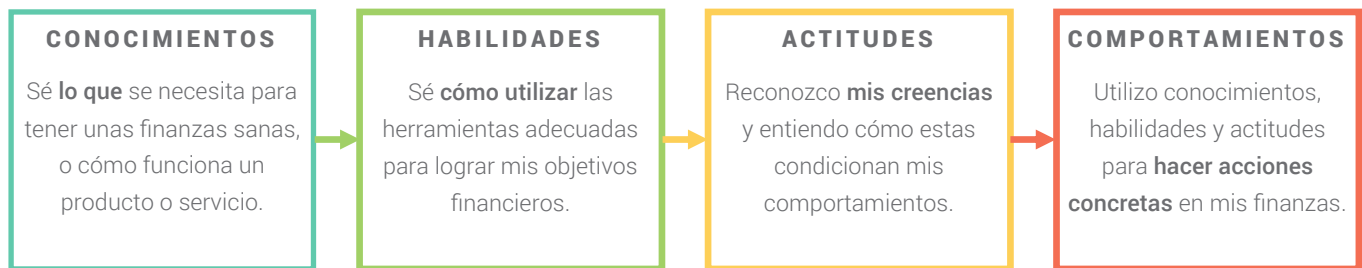 CONOCIMIENTOS
Sé lo que se necesita para
tener unas finanzas sanas,
o cómo funciona un
producto o servicio.
HABILIDADES
Sé cómo utilizar las
herramientas adecuadas
para lograr mis objetivos
financieros.
ACTITUDES
Reconozco mis creencias
y entiendo cómo estas
condicionan mis
comportamientos.
COMPORTAMIENTOS
Utilizo conocimientos,
habilidades y actitudes
para hacer acciones
concretas en mis finanzas.